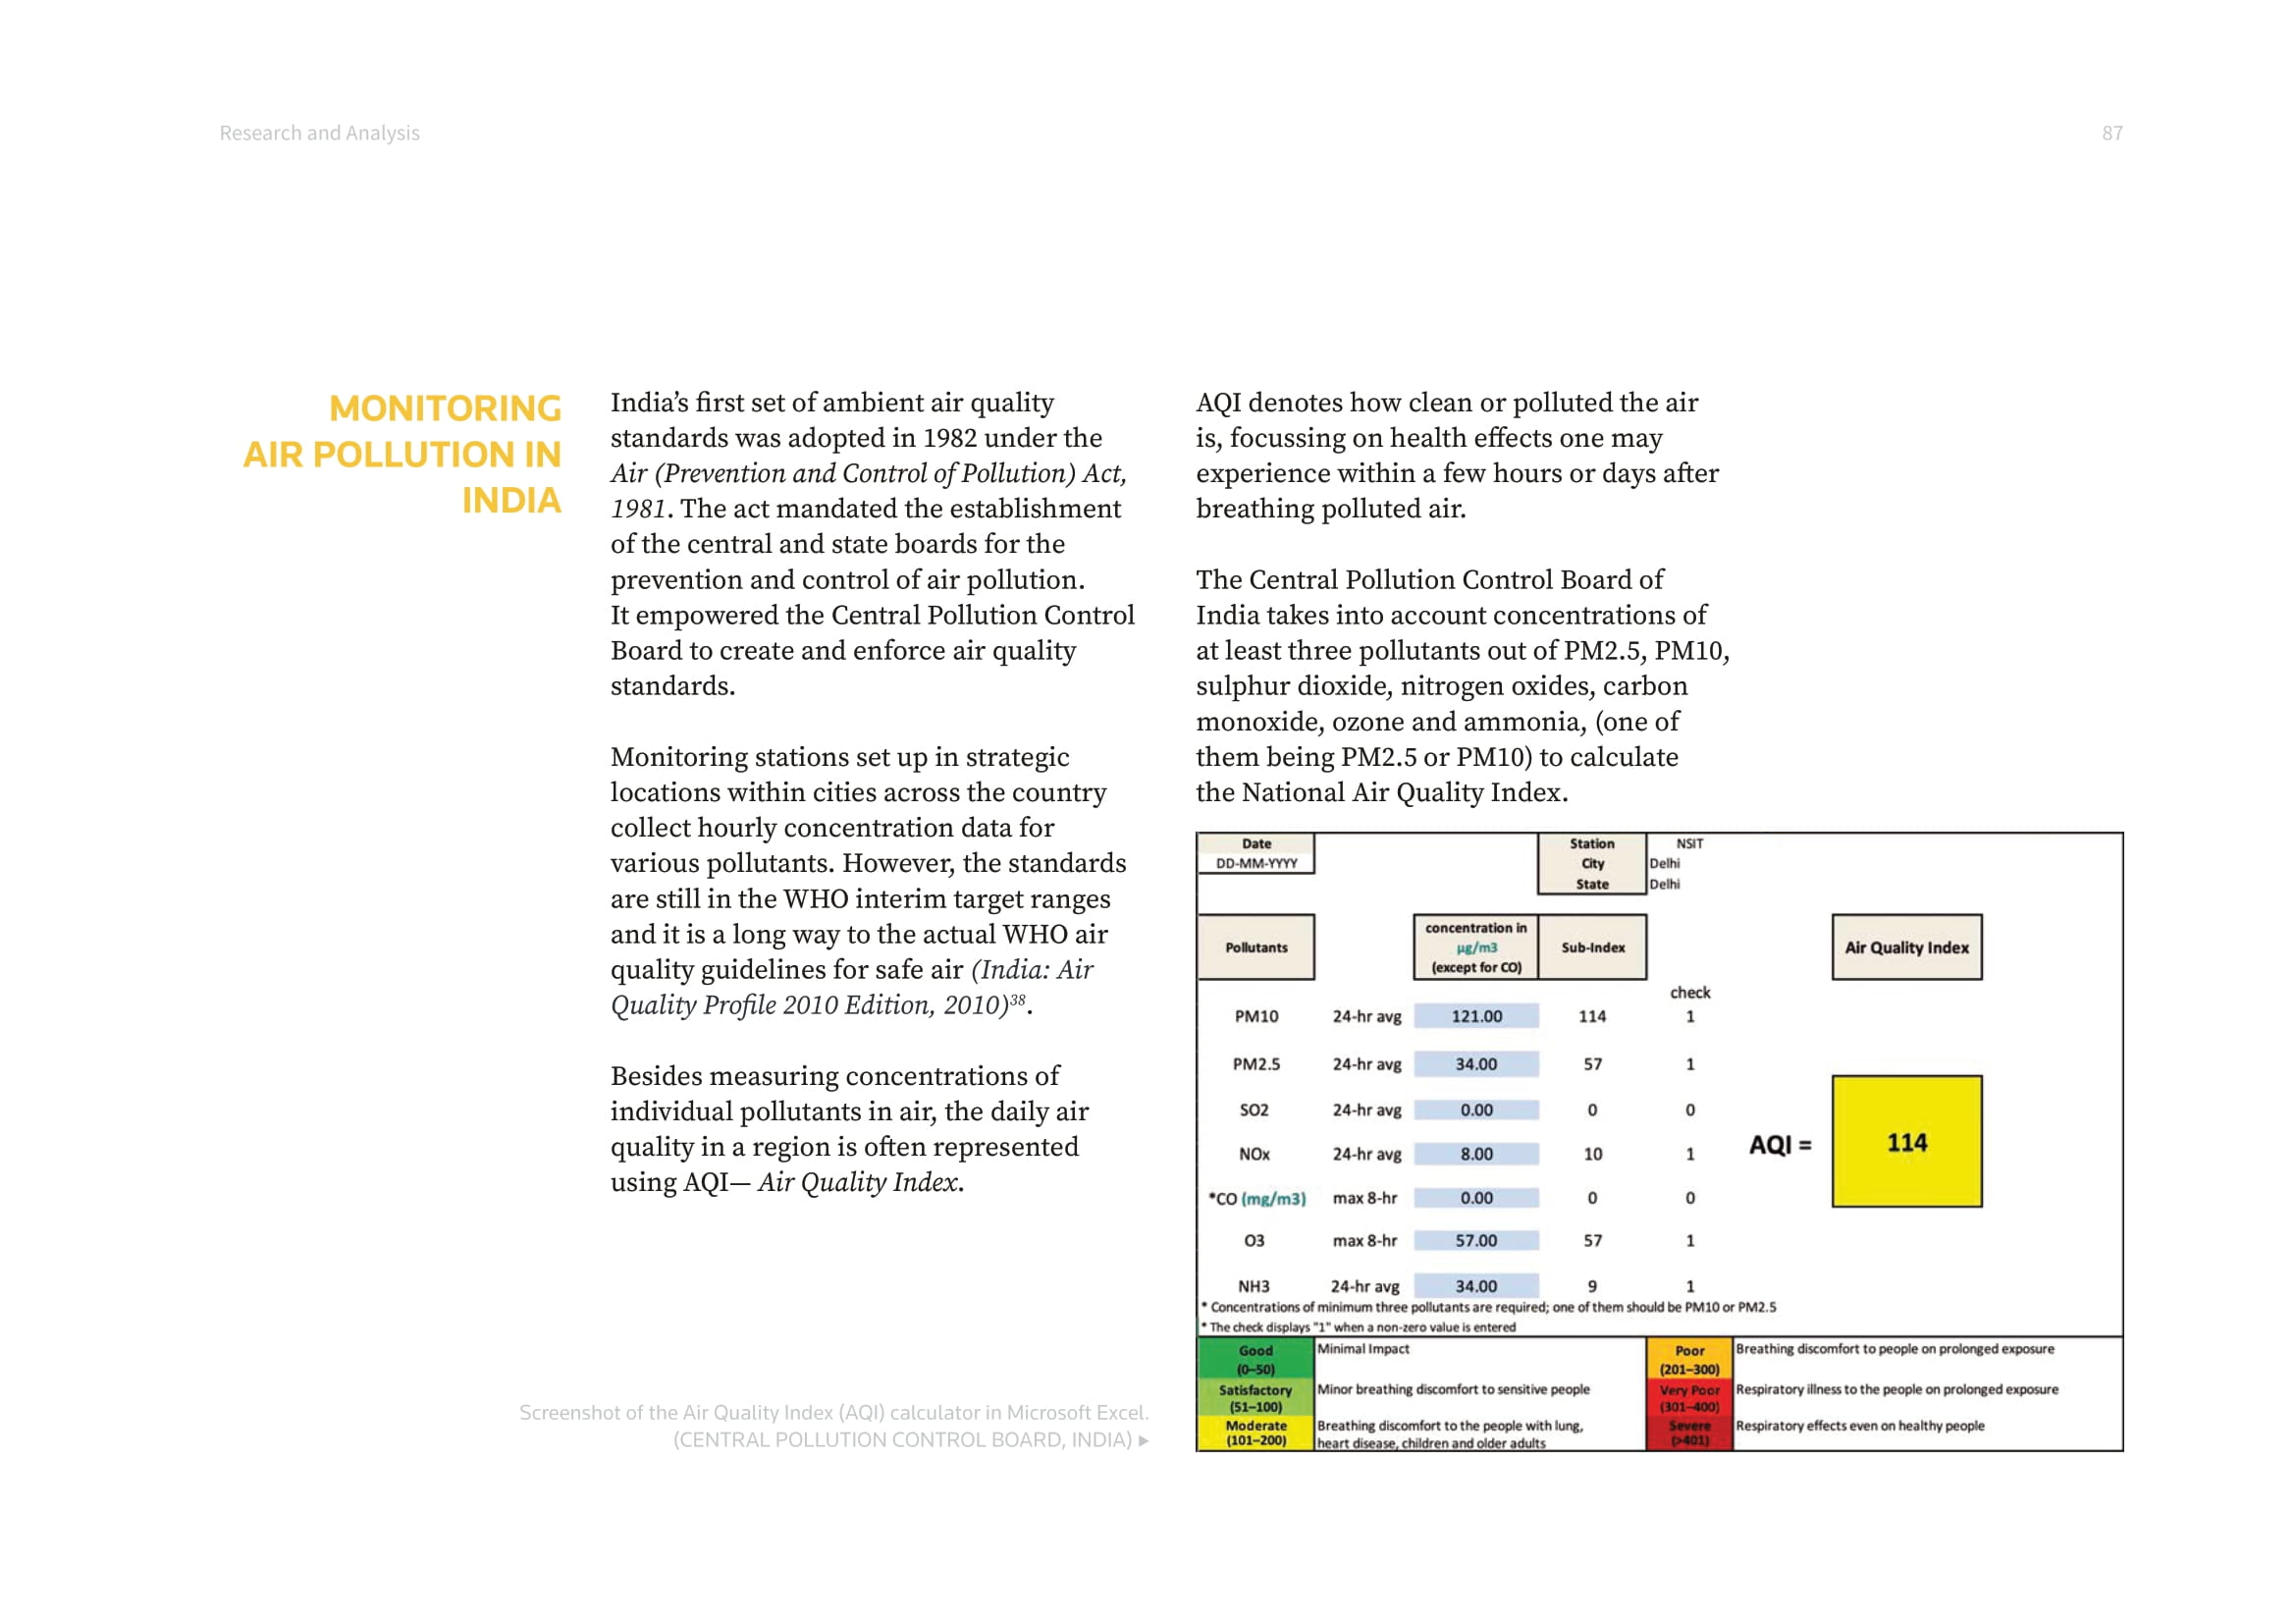 Research and Analysis
87
MONITORING
AIR POLLUTION IN
INDIA
India’s first set of ambient air quality
standards was adopted in 1982 under the
Air (Prevention and Control of Pollution) Act,
1981. The act mandated the establishment
of the central and state boards for the
prevention and control of air pollution.
It empowered the Central Pollution Control
Board to create and enforce air quality
standards.
Monitoring stations set up in strategic
locations within cities across the country
collect hourly concentration data for
various pollutants. However, the standards
are still in the WHO interim target ranges
and it is a long way to the actual WHO air
quality guidelines for safe air (India: Air
Quality Profile 2010 Edition, 2010)38.
Besides measuring concentrations of
individual pollutants in air, the daily air
quality in a region is often represented
using AQI— Air Quality Index.
AQI denotes how clean or polluted the air
is, focussing on health effects one may
experience within a few hours or days after
breathing polluted air.
The Central Pollution Control Board of
India takes into account concentrations of
at least three pollutants out of PM2.5, PM10,
sulphur dioxide, nitrogen oxides, carbon
monoxide, ozone and ammonia, (one of
them being PM2.5 or PM10) to calculate
the National Air Quality Index.
Date Station NSIT
DD-MM-YYYY City Delhi
State Delhi
Pollutants concentration in µg/m3 (except for CO) Sub-Index Air Quality Index
check
PM10 24-hr avg 121.00 114 1
PM2.5 24-hr avg 34.00 57 1
SO2 24-hr avg 0.00 0 0
NOx 24-hr avg 8.00 10 1
AQI = 114
*CO (mg/m3) max 8-hr 0.00 0 0
O3 max 8-hr 57.00 57 1
NH3 24-hr avg 34.00 9 1
* Concentrations of minimum three pollutants are required; one of them should be PM10 or PM2.5
* The check displays "1" when a non-zero value is entered
Good (0–50) Minimal Impact
Poor (201–300) Breathing discomfort to people on prolonged exposure
Satisfactory (51–100) Minor breathing discomfort to sensitive people
Very Poor (301–400) Respiratory illness to the people on prolonged exposure
Moderate (101–200) Breathing discomfort to the people with lung, heart disease, children and older adults
Severe (>401) Respiratory effects even on healthy people
Screenshot of the Air Quality Index (AQI) calculator in Microsoft Excel.
(CENTRAL POLLUTION CONTROL BOARD, INDIA) ▸